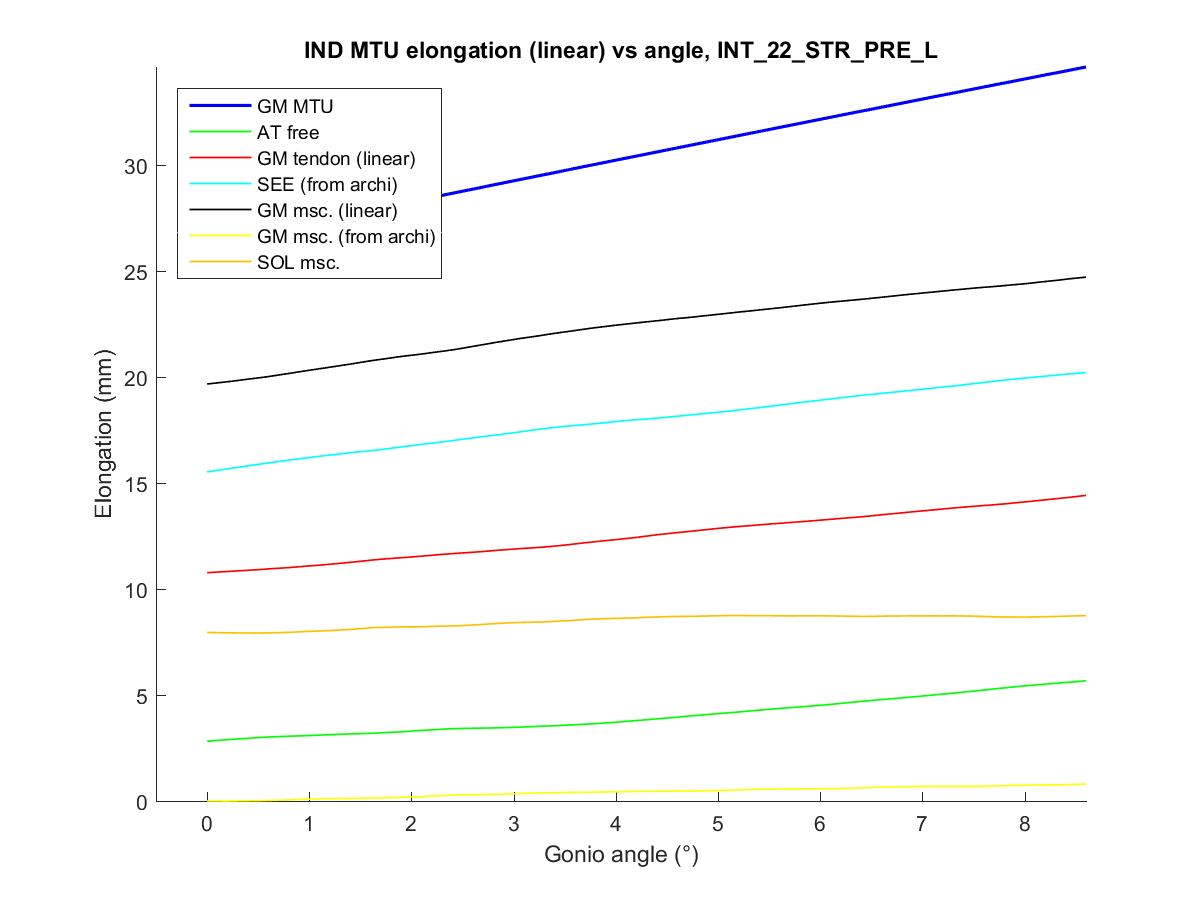 IND MTU elongation (linear) vs angle, INT_22_STR_PRE_L
GM MTU
AT free
GM tendon (linear)
SEE (from archi)
GM msc. (linear)
GM msc. (from archi)
SOL msc.
Elongation (mm)
30
25
20
15
10
5
0
0 1 2 3 4 5 6 7 8
Gonio angle (°)